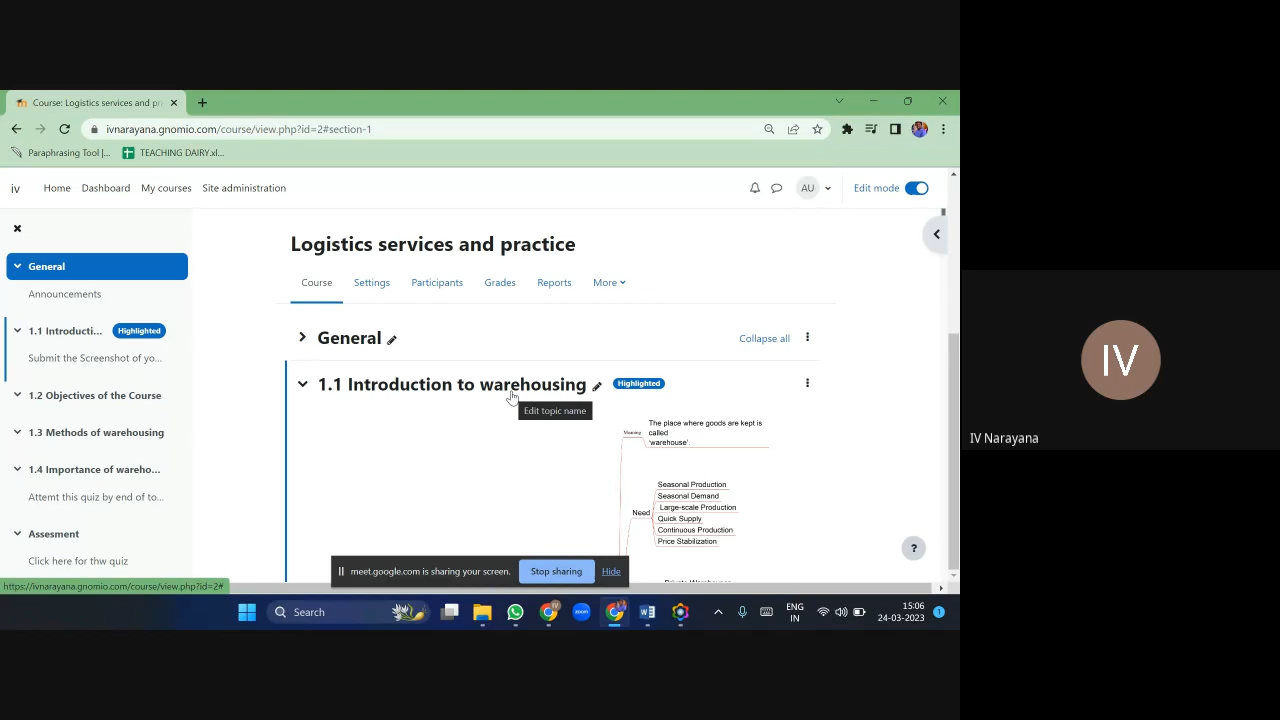 Course: Logistics services and pr
ivnarayana.gnomio.com/course/view.php?id=2#section-1
Paraphrasing Tool |... TEACHING DAIRY.xl...
iv Home Dashboard My courses Site administration AU Edit mode
General
Announcements
1.1 Introducti... Highlighted
Submit the Screenshot of yo...
1.2 Objectives of the Course
1.3 Methods of warehousing
1.4 Importance of wareho...
Attemt this quiz by end of to...
Assesment
Click here for thw quiz
https://ivnarayana.gnomio.com/course/view.php?id=2#
Logistics services and practice
Course Settings Participants Grades Reports More
General Collapse all
1.1 Introduction to warehousing Highlighted
Edit topic name
Meaning
The place where goods are kept is
called
'warehouse'.
Need
Seasonal Production
Seasonal Demand
Large-scale Production
Quick Supply
Continuous Production
Price Stabilization
?
meet.google.com is sharing your screen. Stop sharing Hide
Search
zoom
ENG
IN
15:06
24-03-2023
1
IV
IV Narayana